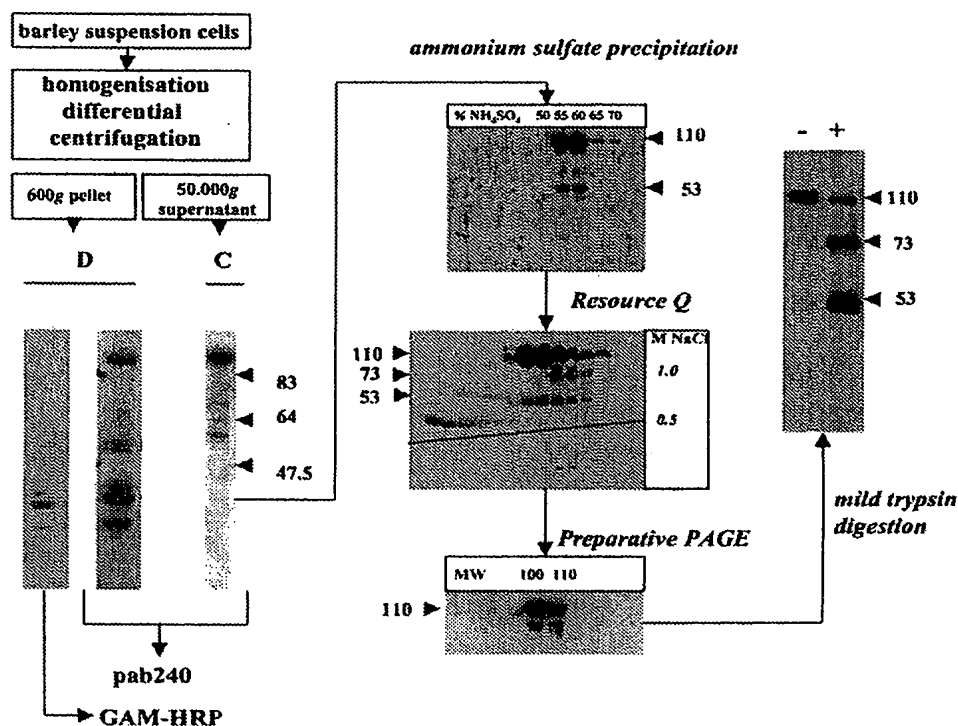 barley suspension cells
homogenisation
differential
centrifugation
600g pellet
50.000g
supernatant
D
C
83
64
47.5
pab240
GAM-HRP
ammonium sulfate precipitation
% NH₄SO₄ 50 55 60 65 70
110
53
Resource Q
110
73
53
M NaCl
1.0
0.5
Preparative PAGE
MW 100 110
110
- +
110
73
53
mild trypsin
digestion